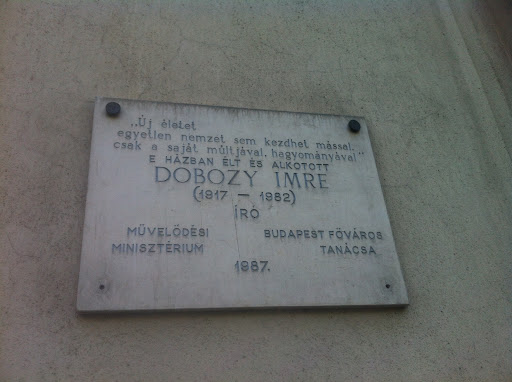 „Új életet
egyetlen nemzet sem kezdhet mással,
csak a saját múltjával, hagyományával"
E HÁZBAN ÉLT ÉS ALKOTOTT
DOBOZY IMRE
(1917 – 1982)
ÍRÓ
MŰVELŐDÉSI BUDAPEST FŐVÁROS
MINISZTÉRIUM TANÁCSA
1987.